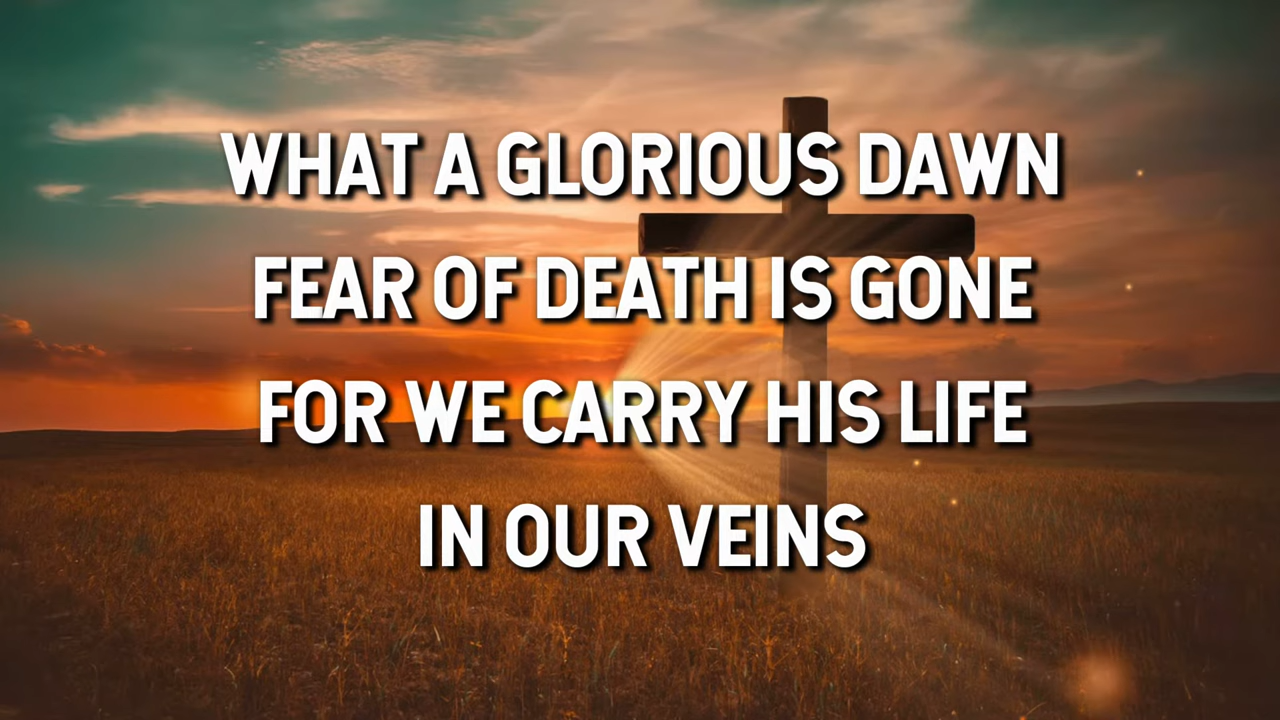 WHAT A GLORIOUS DAWN
FEAR OF DEATH IS GONE
FOR WE CARRY HIS LIFE
IN OUR VEINS